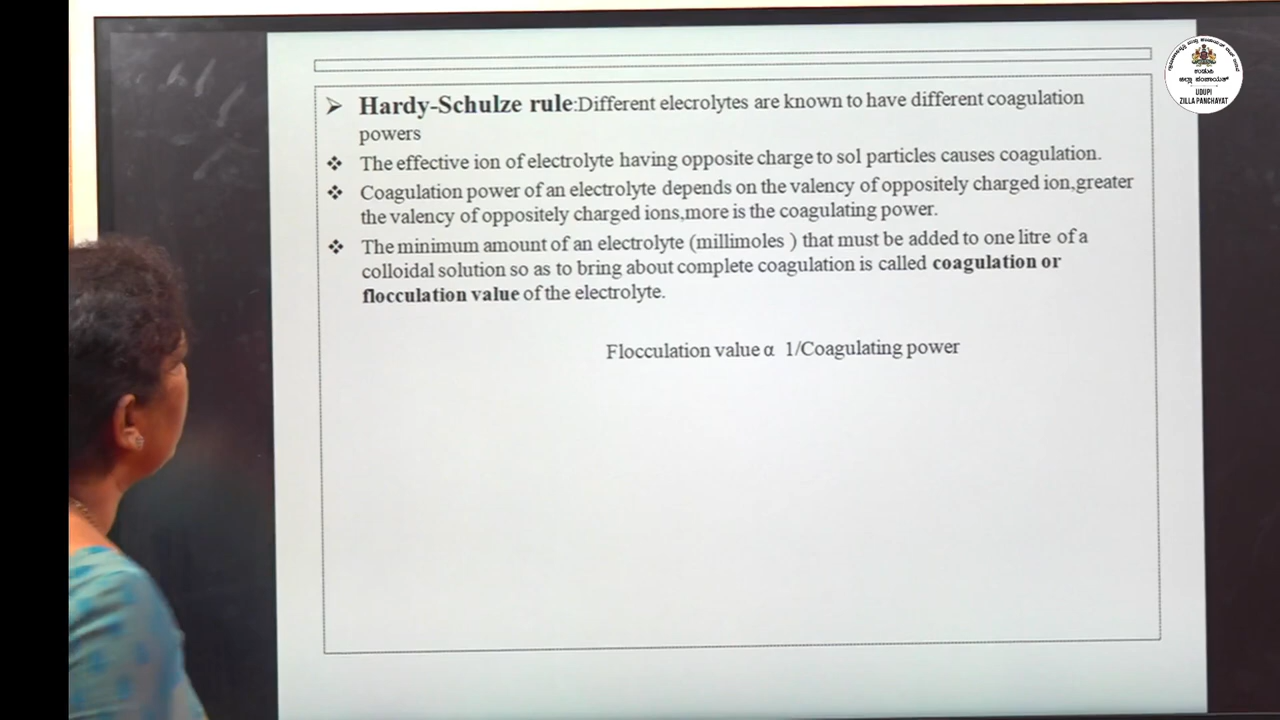 Hardy-Schulze rule:Different elecrolytes are known to have different coagulation
powers
The effective ion of electrolyte having opposite charge to sol particles causes coagulation.
Coagulation power of an electrolyte depends on the valency of oppositely charged ion,greater
the valency of oppositely charged ions,more is the coagulating power.
The minimum amount of an electrolyte (millimoles ) that must be added to one litre of a
colloidal solution so as to bring about complete coagulation is called coagulation or
flocculation value of the electrolyte.
Flocculation value α 1/Coagulating power
ಉಡುಪಿ
ಜಿಲ್ಲಾ ಪಂಚಾಯತ್
UDUPI
ZILLA PANCHAYAT